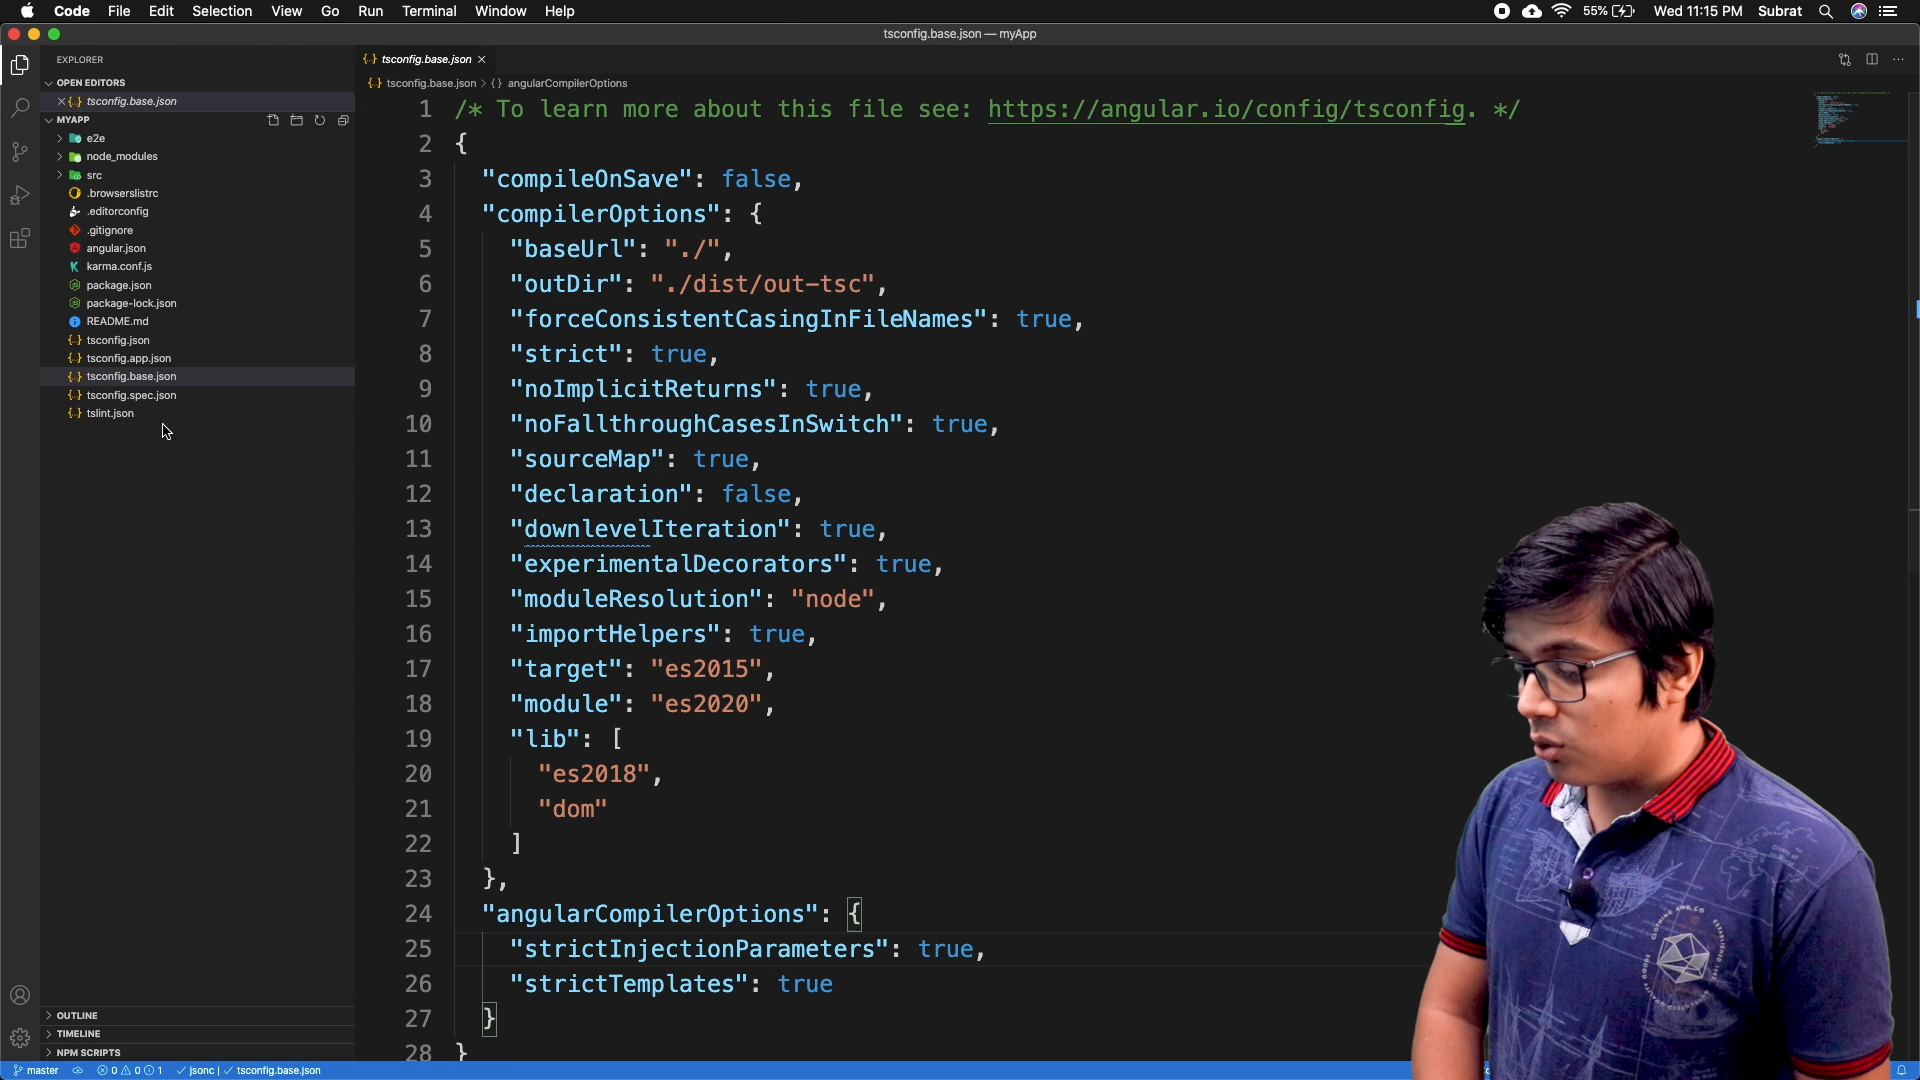 Code File Edit Selection View Go Run Terminal Window Help
55% Wed 11:15 PM Subrat
tsconfig.base.json — myApp
EXPLORER
OPEN EDITORS
tsconfig.base.json
MYAPP
e2e
node_modules
src
.browserslistrc
.editorconfig
.gitignore
angular.json
karma.conf.js
package.json
package-lock.json
README.md
tsconfig.json
tsconfig.app.json
tsconfig.base.json
tsconfig.spec.json
tslint.json
OUTLINE
TIMELINE
NPM SCRIPTS
tsconfig.base.json
tsconfig.base.json > {} angularCompilerOptions
1 /* To learn more about this file see: https://angular.io/config/tsconfig. */
2 {
3 "compileOnSave": false,
4 "compilerOptions": {
5 "baseUrl": "./",
6 "outDir": "./dist/out-tsc",
7 "forceConsistentCasingInFileNames": true,
8 "strict": true,
9 "noImplicitReturns": true,
10 "noFallthroughCasesInSwitch": true,
11 "sourceMap": true,
12 "declaration": false,
13 "downlevelIteration": true,
14 "experimentalDecorators": true,
15 "moduleResolution": "node",
16 "importHelpers": true,
17 "target": "es2015",
18 "module": "es2020",
19 "lib": [
20 "es2018",
21 "dom"
22 ]
23 },
24 "angularCompilerOptions": {
25 "strictInjectionParameters": true,
26 "strictTemplates": true
27 }
28 }
master 0 0 1 jsonc | tsconfig.base.json